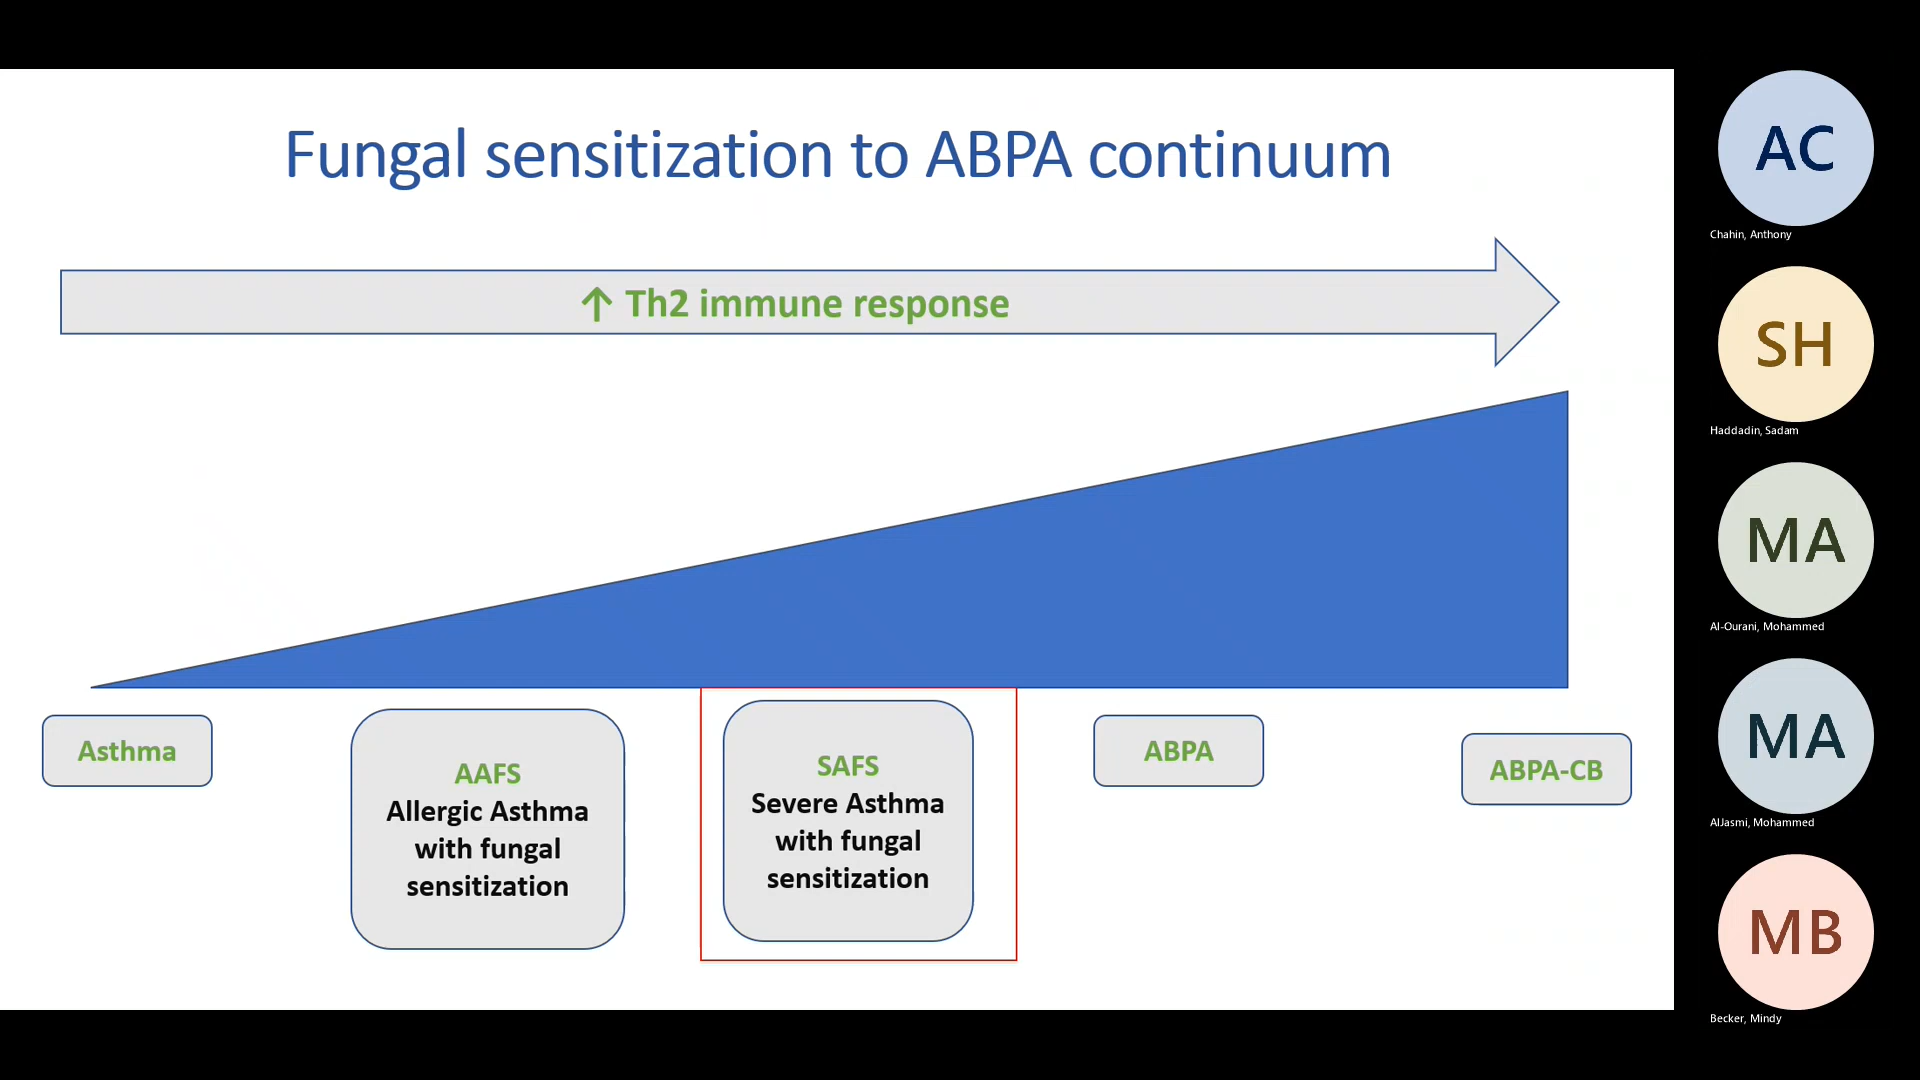 Fungal sensitization to ABPA continuum
↑ Th2 immune response
Asthma
AAFS
Allergic Asthma
with fungal
sensitization
SAFS
Severe Asthma
with fungal
sensitization
ABPA
ABPA-CB
AC
Chahin, Anthony
SH
Haddadin, Sadam
MA
Al-Ourani, Mohammed
MA
AlJasmi, Mohammed
MB
Becker, Mindy